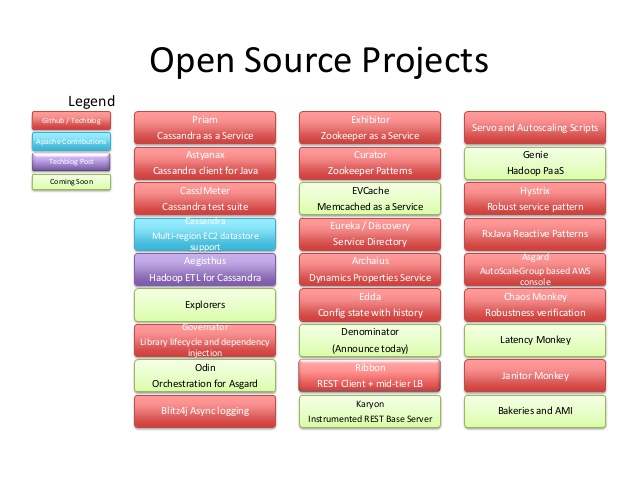 Open Source Projects
Legend
Github / Techblog
Apache Contributions
Techblog Post
Coming Soon
Priam
Cassandra as a Service
Astyanax
Cassandra client for Java
CassJMeter
Cassandra test suite
Cassandra
Multi-region EC2 datastore
support
Aegisthus
Hadoop ETL for Cassandra
Explorers
Governator
Library lifecycle and dependency
injection
Odin
Orchestration for Asgard
Blitz4j Async logging
Exhibitor
Zookeeper as a Service
Curator
Zookeeper Patterns
EVCache
Memcached as a Service
Eureka / Discovery
Service Directory
Archaius
Dynamics Properties Service
Edda
Config state with history
Denominator
(Announce today)
Ribbon
REST Client + mid-tier LB
Karyon
Instrumented REST Base Server
Servo and Autoscaling Scripts
Genie
Hadoop PaaS
Hystrix
Robust service pattern
RxJava Reactive Patterns
Asgard
AutoScaleGroup based AWS
console
Chaos Monkey
Robustness verification
Latency Monkey
Janitor Monkey
Bakeries and AMI